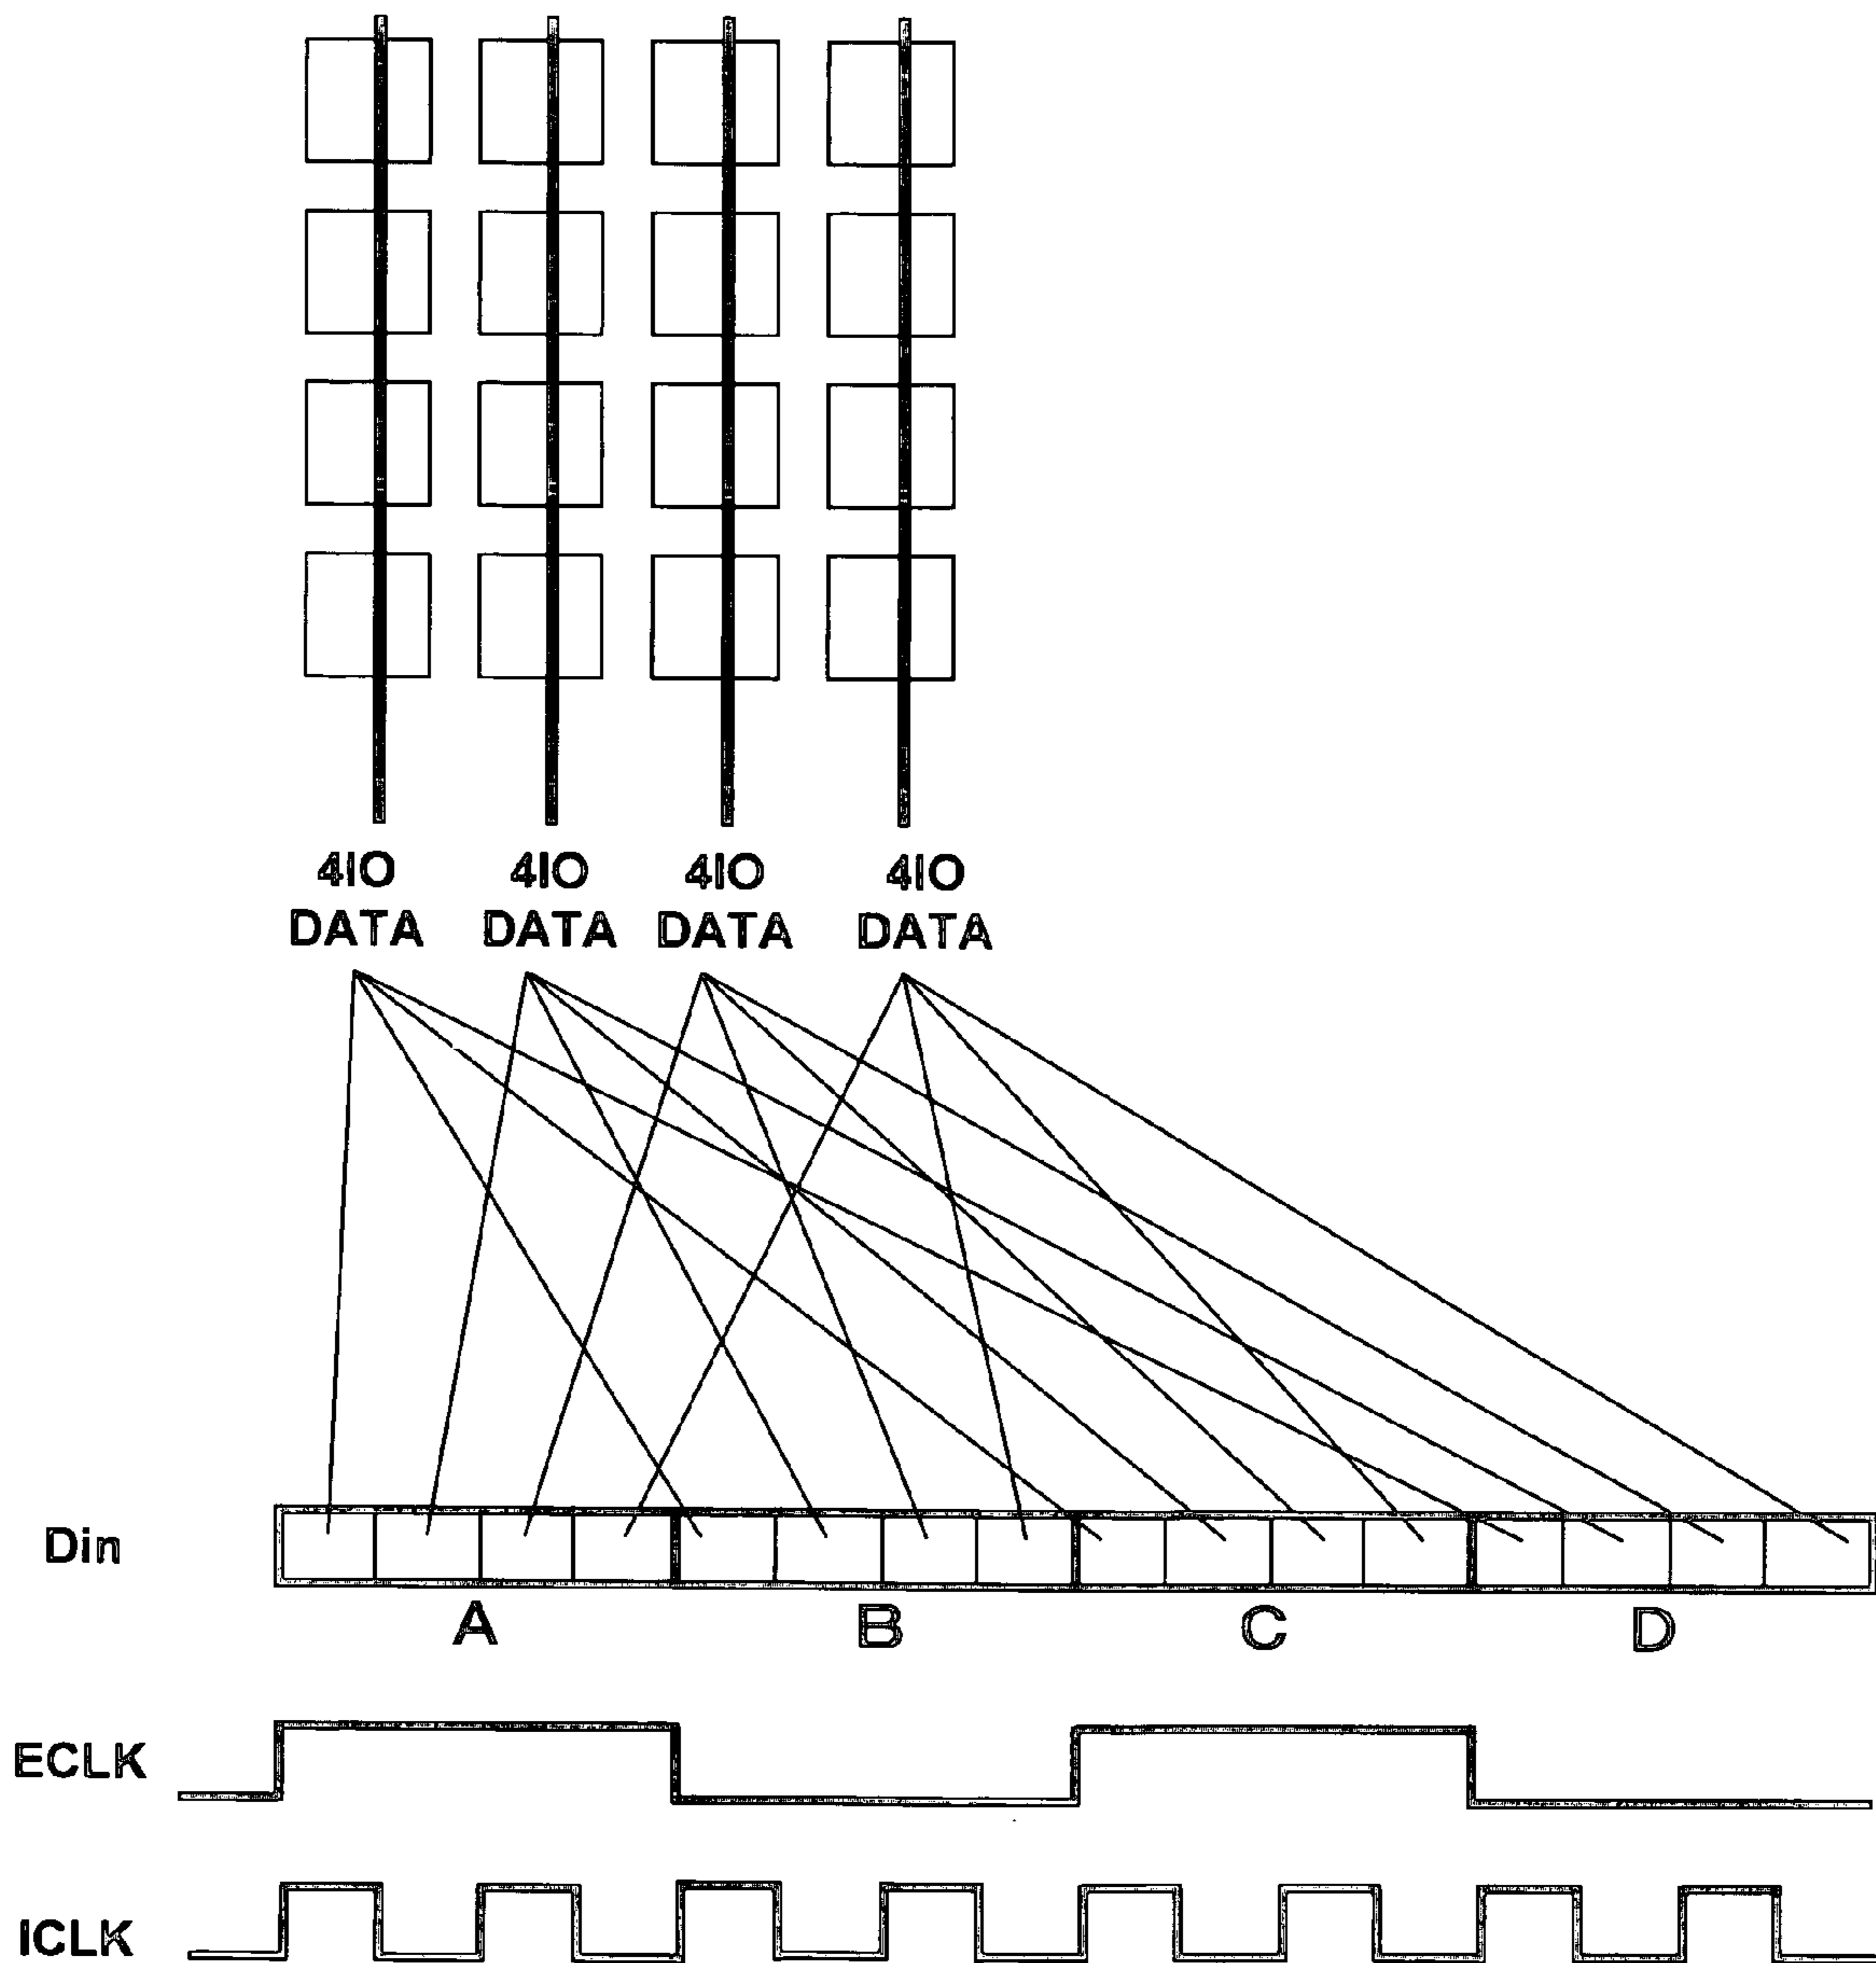 4IO 4IO 4IO 4IO
DATA DATA DATA DATA
Din
A B C D
ECLK
ICLK